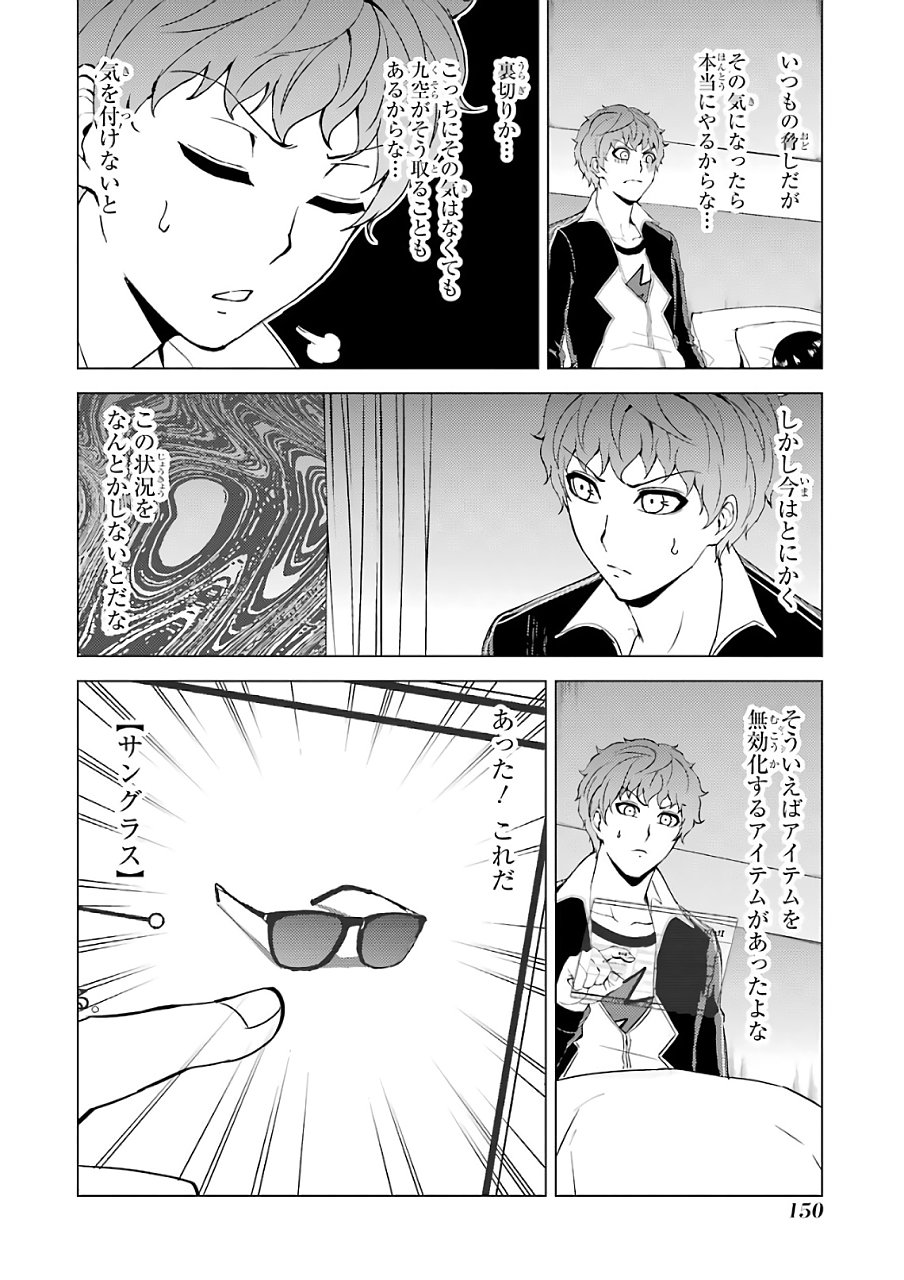 いつもの脅しだが
その気になったら
本当にやるからな…
裏切りか…
こっちにその気はなくても
九空がそう取ることも
あるからな…
気を付けないと
しかし今はとにかく
この状況を
なんとかしないとだな
そういえばアイテムを
無効化するアイテムがあったよな
あった！これだ
【サングラス】
150